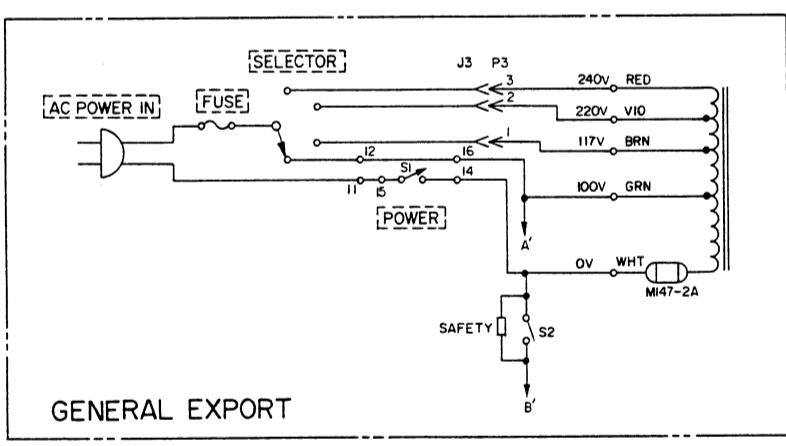 SELECTOR
J3 P3
AC POWER IN
FUSE
3
240V RED
2
220V VIO
1
117V BRN
12
16
S1
11
15
14
100V GRN
POWER
A'
0V WHT
M147-2A
SAFETY
S2
B'
GENERAL EXPORT